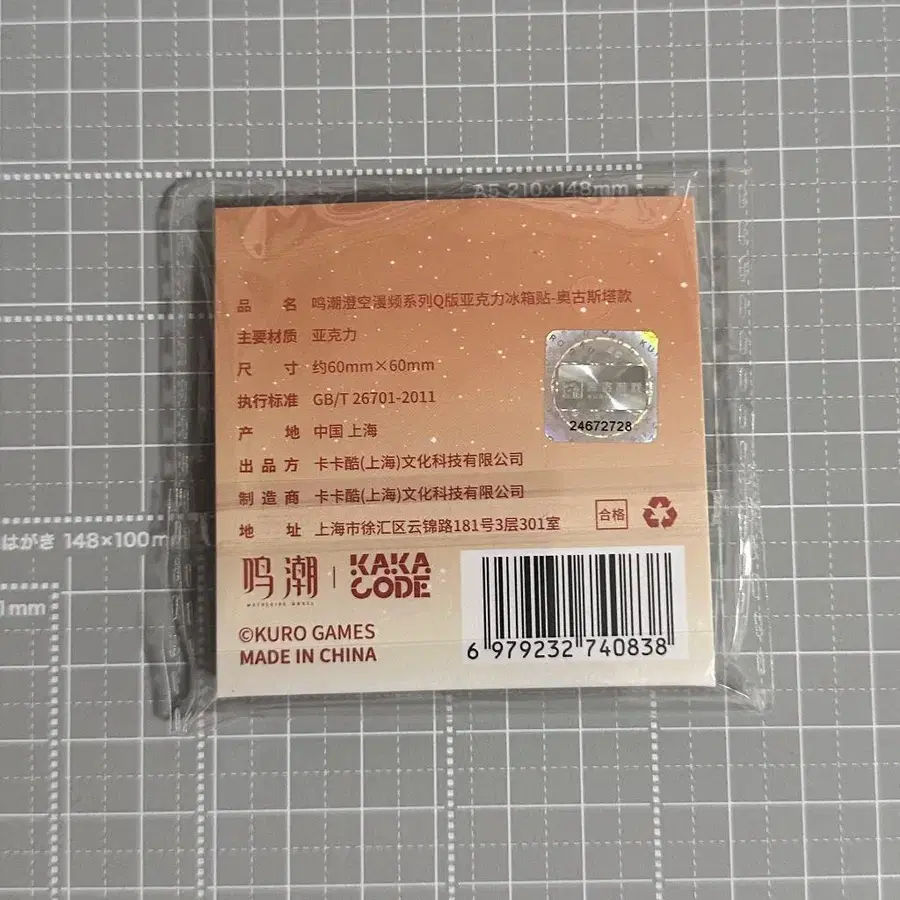 A5 210×148mm
品 名 鸣潮澄空漫频系列Q版亚克力冰箱贴-奥古斯塔款
主要材质 亚克力
尺 寸 约60mm×60mm
执行标准 GB/T 26701-2011
产 地 中国 上海
24672728
出品方 卡卡酷(上海)文化科技有限公司
制造商 卡卡酷(上海)文化科技有限公司
地 址 上海市徐汇区云锦路181号3层301室
合格
はがき 148×100m
1mm
鸣潮
WUTHERING WAVES
KAKA
CODE
©KURO GAMES
MADE IN CHINA
6 979232 740838